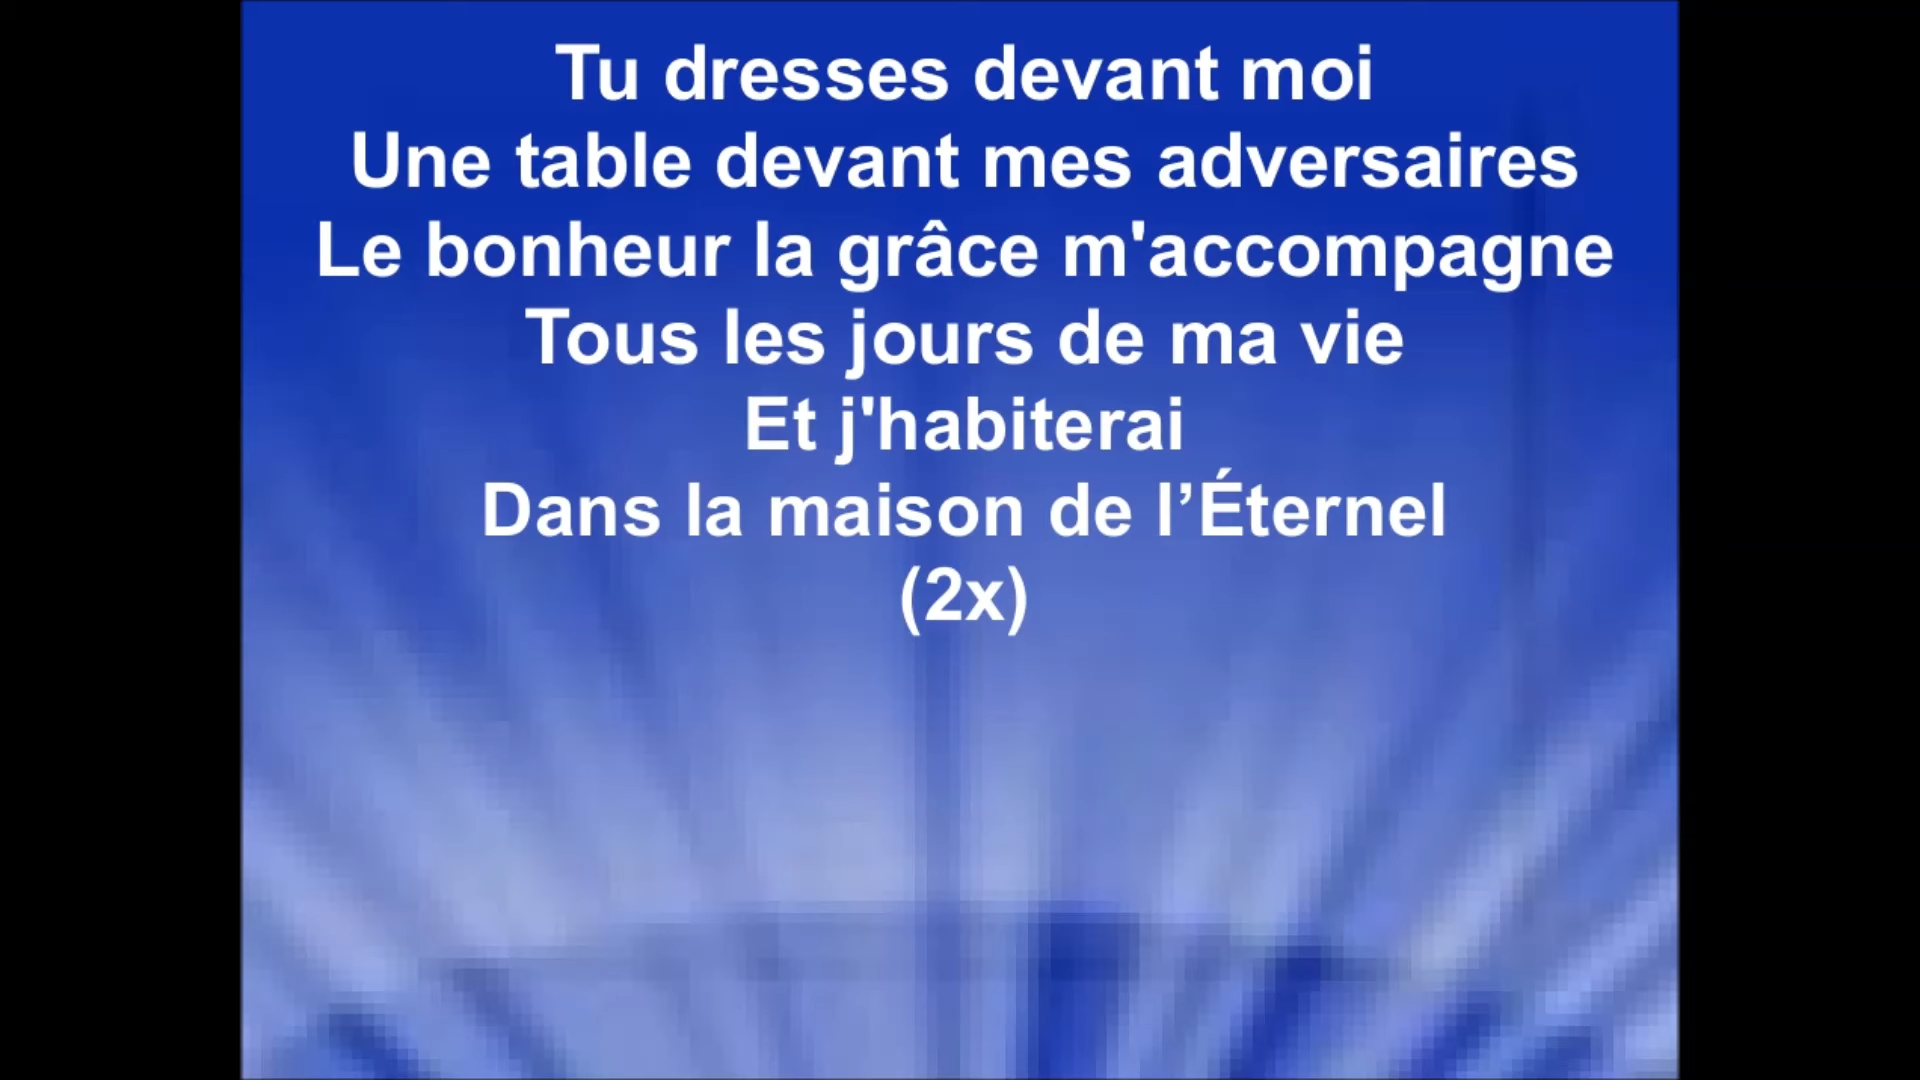 Tu dresses devant moi
Une table devant mes adversaires
Le bonheur la grâce m'accompagne
Tous les jours de ma vie
Et j'habiterai
Dans la maison de l’Éternel
(2x)